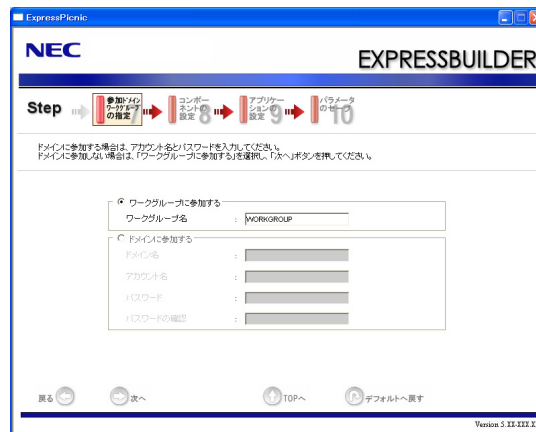 ExpressPicnic
NEC
EXPRESSBUILDER
Step
参加ドメイン ワークグループ の指定 7
コンポーネントの設定 8
アプリケーションの設定 9
パラメータのセーブ 10
ドメインに参加する場合は、アカウント名とパスワードを入力してください。
ドメインに参加しない場合は、「ワークグループに参加する」を選択し、「次へ」ボタンを押してください。
ワークグループに参加する
ワークグループ名 : WORKGROUP
ドメインに参加する
ドメイン名 :
アカウント名 :
パスワード :
パスワードの確認 :
戻る 次へ TOPへ デフォルトへ戻す
Version 5.XX-XXX.X